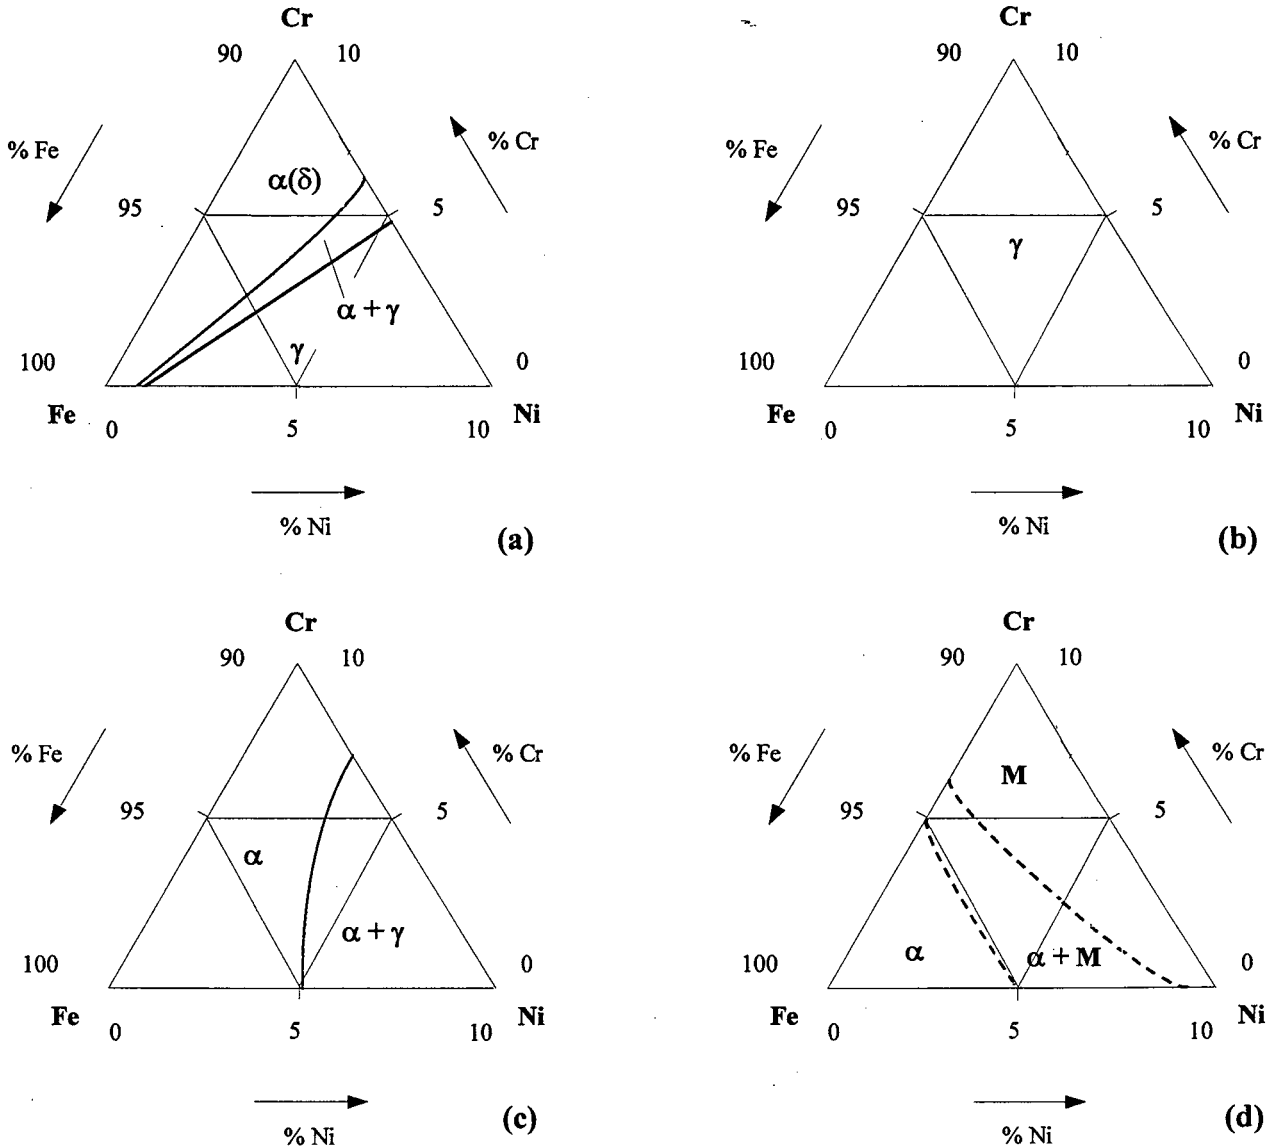 Cr
90 10
% Fe % Cr
α(δ)
95 5
α + γ
γ
100 0
Fe Ni
0 5 10
% Ni
(a)
Cr
90 10
% Fe % Cr
95 5
γ
100 0
Fe Ni
0 5 10
% Ni
(b)
Cr
90 10
% Fe % Cr
95 5
α
α + γ
100 0
Fe Ni
0 5 10
% Ni
(c)
Cr
90 10
% Fe % Cr
M
95 5
α α + M
100 0
Fe Ni
0 5 10
% Ni
(d)